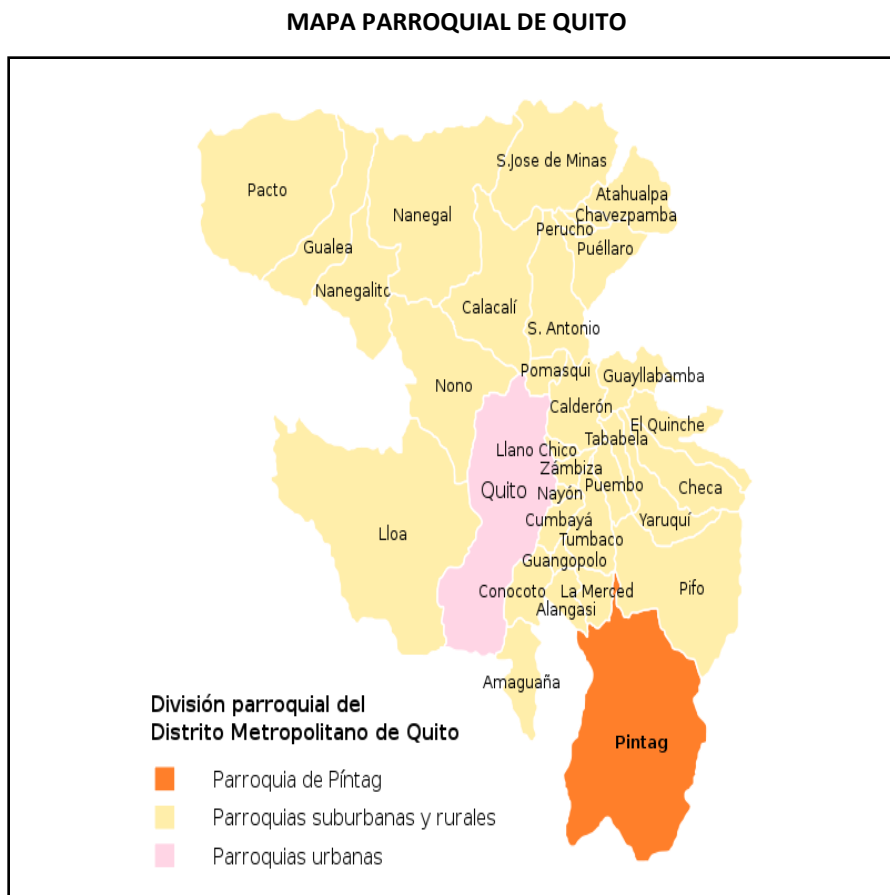 MAPA PARROQUIAL DE QUITO
S.Jose de Minas
Pacto
Atahualpa
Nanegal
Chavezpamba
Perucho
Gualea
Puéllaro
Nanegalito
Calacalí
S. Antonio
Pomasqui
Guayllabamba
Nono
Calderón
El Quinche
Tababela
Llano Chico
Zámbiza
Quito
Nayón
Puembo
Checa
Cumbayá
Yaruquí
Lloa
Tumbaco
Guangopolo
Conocoto
La Merced
Pifo
Alangasi
Amaguaña
Pintag
División parroquial del
Distrito Metropolitano de Quito
Parroquia de Píntag
Parroquias suburbanas y rurales
Parroquias urbanas